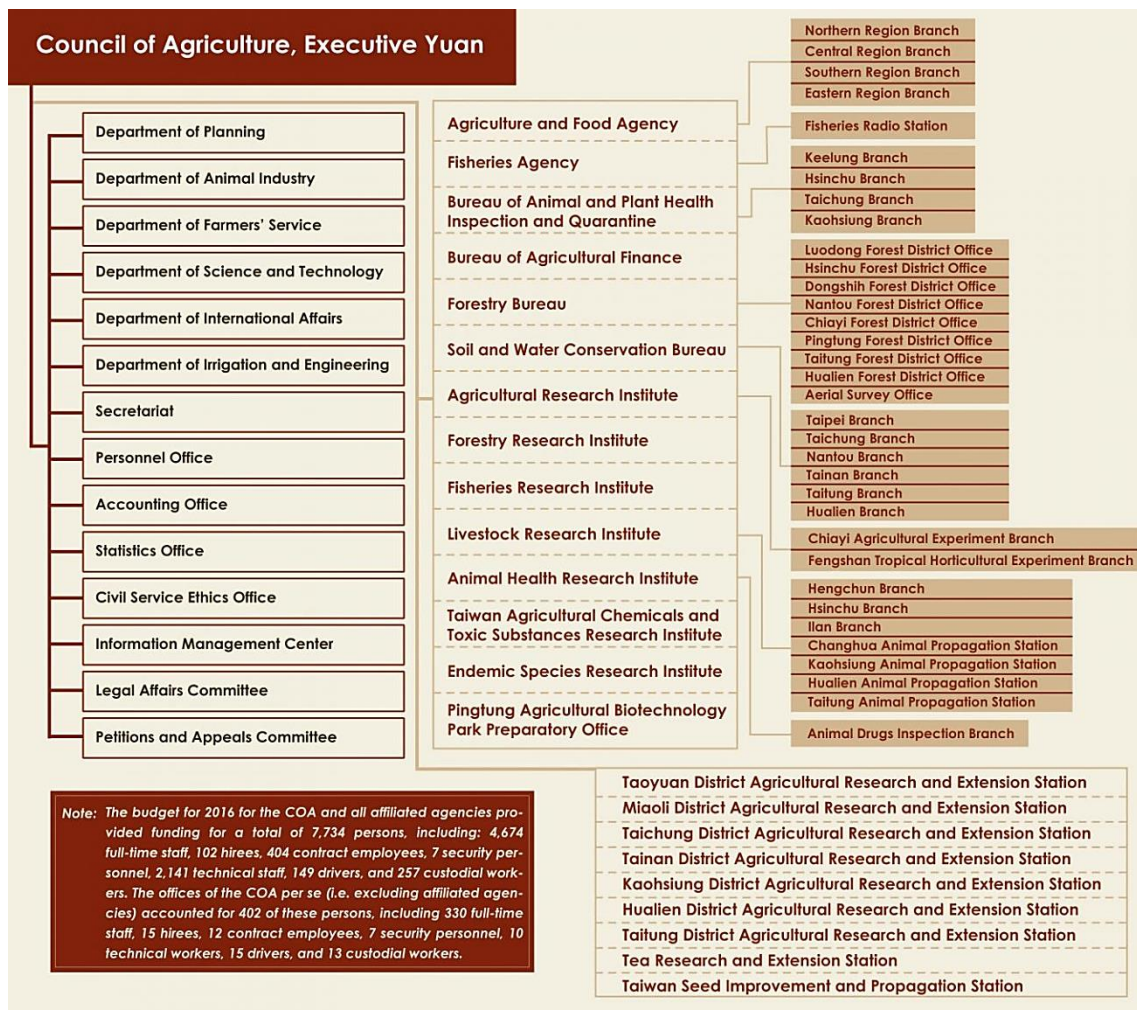 Council of Agriculture, Executive Yuan
Department of Planning
Department of Animal Industry
Department of Farmers' Service
Department of Science and Technology
Department of International Affairs
Department of Irrigation and Engineering
Secretariat
Personnel Office
Accounting Office
Statistics Office
Civil Service Ethics Office
Information Management Center
Legal Affairs Committee
Petitions and Appeals Committee
Agriculture and Food Agency
Fisheries Agency
Bureau of Animal and Plant Health
Inspection and Quarantine
Bureau of Agricultural Finance
Forestry Bureau
Soil and Water Conservation Bureau
Agricultural Research Institute
Forestry Research Institute
Fisheries Research Institute
Livestock Research Institute
Animal Health Research Institute
Taiwan Agricultural Chemicals and
Toxic Substances Research Institute
Endemic Species Research Institute
Pingtung Agricultural Biotechnology
Park Preparatory Office
Northern Region Branch
Central Region Branch
Southern Region Branch
Eastern Region Branch
Fisheries Radio Station
Keelung Branch
Hsinchu Branch
Taichung Branch
Kaohsiung Branch
Luodong Forest District Office
Hsinchu Forest District Office
Dongshih Forest District Office
Nantou Forest District Office
Chiayi Forest District Office
Pingtung Forest District Office
Taitung Forest District Office
Hualien Forest District Office
Aerial Survey Office
Taipei Branch
Taichung Branch
Nantou Branch
Tainan Branch
Taitung Branch
Hualien Branch
Chiayi Agricultural Experiment Branch
Fengshan Tropical Horticultural Experiment Branch
Hengchun Branch
Hsinchu Branch
Ilan Branch
Changhua Animal Propagation Station
Kaohsiung Animal Propagation Station
Hualien Animal Propagation Station
Taitung Animal Propagation Station
Animal Drugs Inspection Branch
Taoyuan District Agricultural Research and Extension Station
Miaoli District Agricultural Research and Extension Station
Taichung District Agricultural Research and Extension Station
Tainan District Agricultural Research and Extension Station
Kaohsiung District Agricultural Research and Extension Station
Hualien District Agricultural Research and Extension Station
Taitung District Agricultural Research and Extension Station
Tea Research and Extension Station
Taiwan Seed Improvement and Propagation Station
Note: The budget for 2016 for the COA and all affiliated agencies pro-
vided funding for a total of 7,734 persons, including: 4,674
full-time staff, 102 hirees, 404 contract employees, 7 security per-
sonnel, 2,141 technical staff, 149 drivers, and 257 custodial work-
ers. The offices of the COA per se (i.e. excluding affiliated agen-
cies) accounted for 402 of these persons, including 330 full-time
staff, 15 hirees, 12 contract employees, 7 security personnel, 10
technical workers, 15 drivers, and 13 custodial workers.